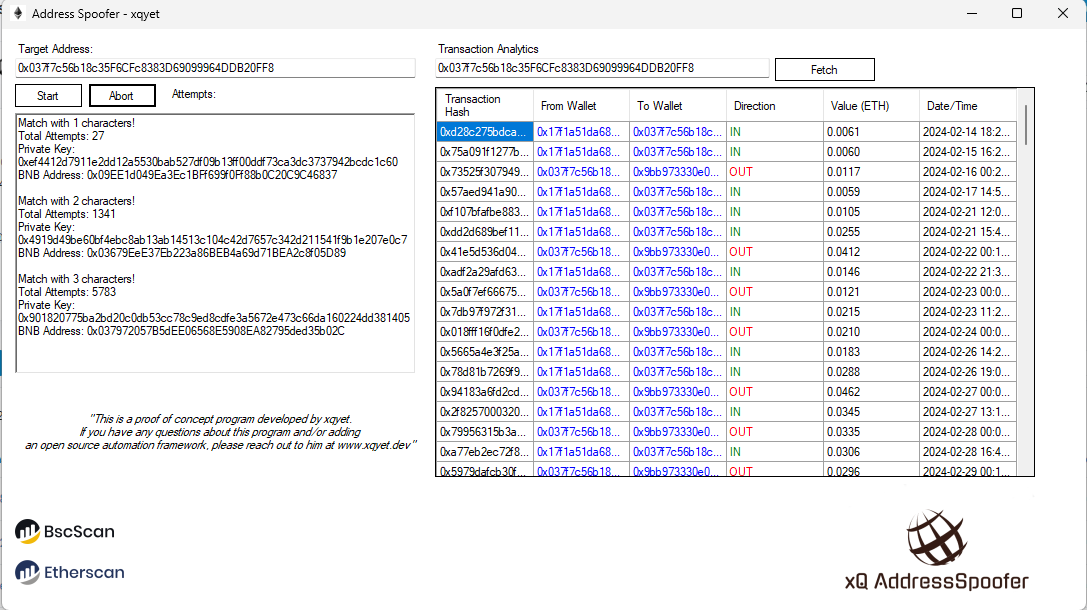 Address Spoofer - xqyet
Target Address:
0x037f7c56b18c35F6CFc8383D69099964DDB20FF8
Start
Abort
Attempts:
Match with 1 characters!
Total Attempts: 27
Private Key:
0xef4412d7911e2dd12a5530bab527df09b13ff00ddf73ca3dc3737942bcdc1c60
BNB Address: 0x09EE1d049Ea3Ec1BFf699f0Ff88b0C20C9C46837
Match with 2 characters!
Total Attempts: 1341
Private Key:
0x4919d49be60bf4ebc8ab13ab14513c104c42d7657c342d211541f9b1e207e0c7
BNB Address: 0x03679EeE37Eb223a86BEB4a69d71BEA2c8f05D89
Match with 3 characters!
Total Attempts: 5783
Private Key:
0x901820775ba2bd20c0db53cc78c9ed8cdfe3a5672e473c66da160224dd381405
BNB Address: 0x037972057B5dEE06568E5908EA82795ded35b02C
"This is a proof of concept program developed by xqyet.
If you have any questions about this program and/or adding
an open source automation framework, please reach out to him at www.xqyet.dev"
BscScan
Etherscan
Transaction Analytics
0x037f7c56b18c35F6CFc8383D69099964DDB20FF8
Fetch
Transaction Hash From Wallet To Wallet Direction Value (ETH) Date/Time
0xd28c275bdca... 0x17f1a51da68... 0x037f7c56b18c... IN 0.0061 2024-02-14 18:2...
0x75a091f1277b... 0x17f1a51da68... 0x037f7c56b18c... IN 0.0060 2024-02-15 16:2...
0x73525f307949... 0x037f7c56b18... 0x9bb973330e0... OUT 0.0117 2024-02-16 00:2...
0x57aed941a90... 0x17f1a51da68... 0x037f7c56b18c... IN 0.0059 2024-02-17 14:5...
0xf107bfafbe883... 0x17f1a51da68... 0x037f7c56b18c... IN 0.0105 2024-02-21 12:0...
0xdd2d689bef11... 0x17f1a51da68... 0x037f7c56b18c... IN 0.0255 2024-02-21 15:4...
0x41e5d536d04... 0x037f7c56b18... 0x9bb973330e0... OUT 0.0412 2024-02-22 00:1...
0xadf2a29afd63... 0x17f1a51da68... 0x037f7c56b18c... IN 0.0146 2024-02-22 21:3...
0x5a0f7ef66675... 0x037f7c56b18... 0x9bb973330e0... OUT 0.0121 2024-02-23 00:0...
0x7db97f972f31... 0x17f1a51da68... 0x037f7c56b18c... IN 0.0215 2024-02-23 11:2...
0x018fff16f0dfe2... 0x037f7c56b18... 0x9bb973330e0... OUT 0.0210 2024-02-24 00:0...
0x5665a4e3f25a... 0x17f1a51da68... 0x037f7c56b18c... IN 0.0183 2024-02-26 14:2...
0x78d81b7269f9... 0x17f1a51da68... 0x037f7c56b18c... IN 0.0288 2024-02-26 19:0...
0x94183a6fd2cd... 0x037f7c56b18... 0x9bb973330e0... OUT 0.0462 2024-02-27 00:0...
0x2f8257000320... 0x17f1a51da68... 0x037f7c56b18c... IN 0.0345 2024-02-27 13:1...
0x79956315b3a... 0x037f7c56b18... 0x9bb973330e0... OUT 0.0335 2024-02-28 00:0...
0xa77eb2ec72f8... 0x17f1a51da68... 0x037f7c56b18c... IN 0.0306 2024-02-28 16:4...
0x5979dafcb30f... 0x037f7c56b18... 0x9bb973330e0... OUT 0.0296 2024-02-29 00:1...
xQ AddressSpoofer